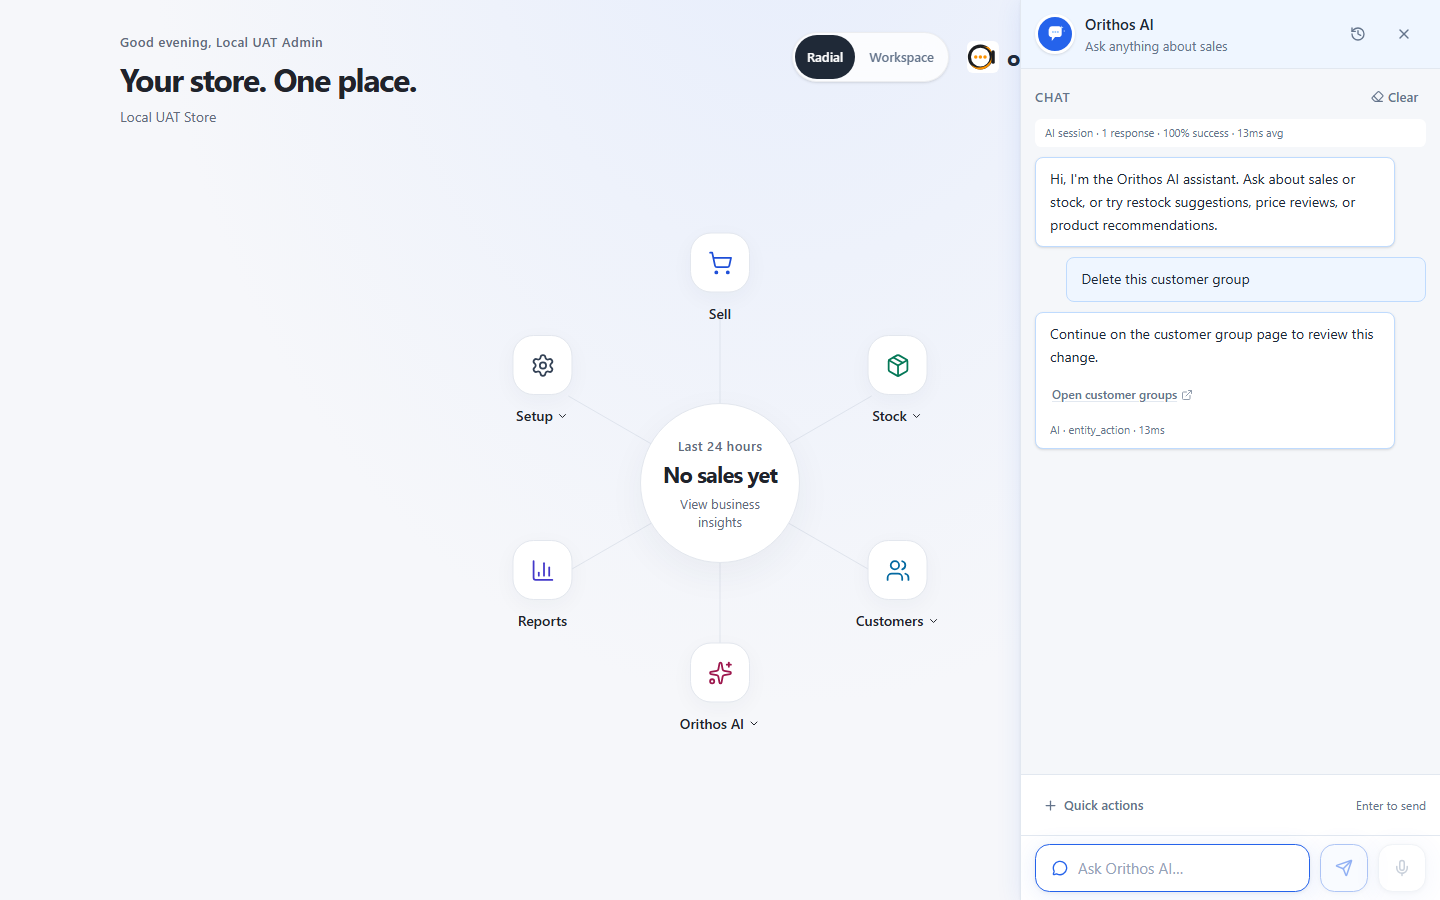 Good evening, Local UAT Admin
Your store. One place.
Local UAT Store
Radial
Workspace
Sell
Setup
Stock
Last 24 hours
No sales yet
View business
insights
Reports
Customers
Orithos AI
Orithos AI
Ask anything about sales
CHAT
Clear
AI session · 1 response · 100% success · 13ms avg
Hi, I'm the Orithos AI assistant. Ask about sales or
stock, or try restock suggestions, price reviews, or
product recommendations.
Delete this customer group
Continue on the customer group page to review this
change.
Open customer groups
AI · entity_action · 13ms
Quick actions
Enter to send
Ask Orithos AI...